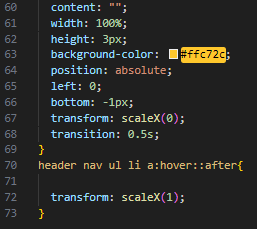 60 content: "";
61 width: 100%;
62 height: 3px;
63 background-color: #ffc72c;
64 position: absolute;
65 left: 0;
66 bottom: -1px;
67 transform: scaleX(0);
68 transition: 0.5s;
69 }
70 header nav ul li a:hover::after{
71
72 transform: scaleX(1);
73 }